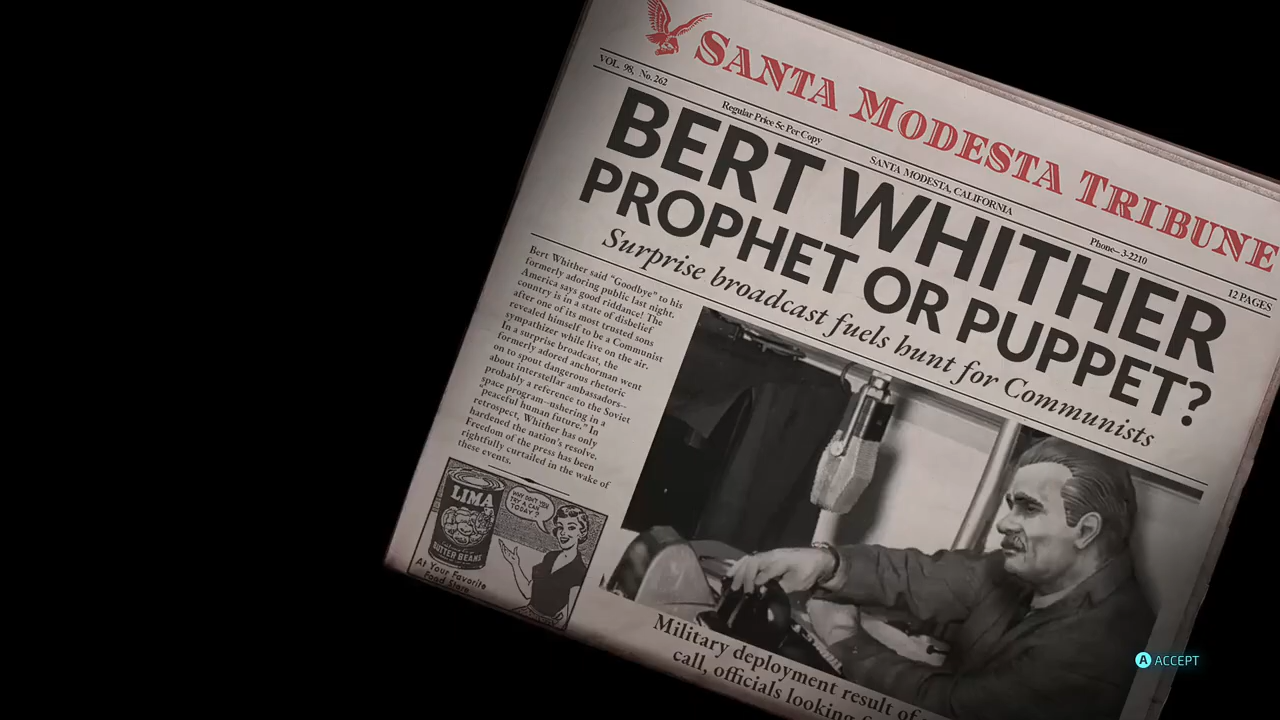 SANTA MODESTA TRIBUNE
VOL. 98, No. 262
Regular Price 5c Per Copy
SANTA MODESTA, CALIFORNIA
Phone- 3-2210
12 PAGES
BERT WHITHER
PROPHET OR PUPPET?
Surprise broadcast fuels hunt for Communists
Bert Whither said "Goodbye" to his
formerly adoring public last night.
America says good riddance! The
country is in a state of disbelief
after one of its most trusted sons
revealed himself to be a Communist
sympathizer while live on the air.
In a surprise broadcast, the
formerly adored anchorman went
on to spout dangerous rhetoric
about interstellar ambassadors--
probably a reference to the Soviet
space program--ushering in a
"peaceful human future." In
retrospect, Whither has only
hardened the nation's resolve.
Freedom of the press has been
rightfully curtailed in the wake of
these events.
LIMA
BUTTER BEANS
WHY DON'T YOU
TRY A CAN
TODAY?
At Your Favorite
Food Store
Military deployment result of
call, officials looking
A ACCEPT